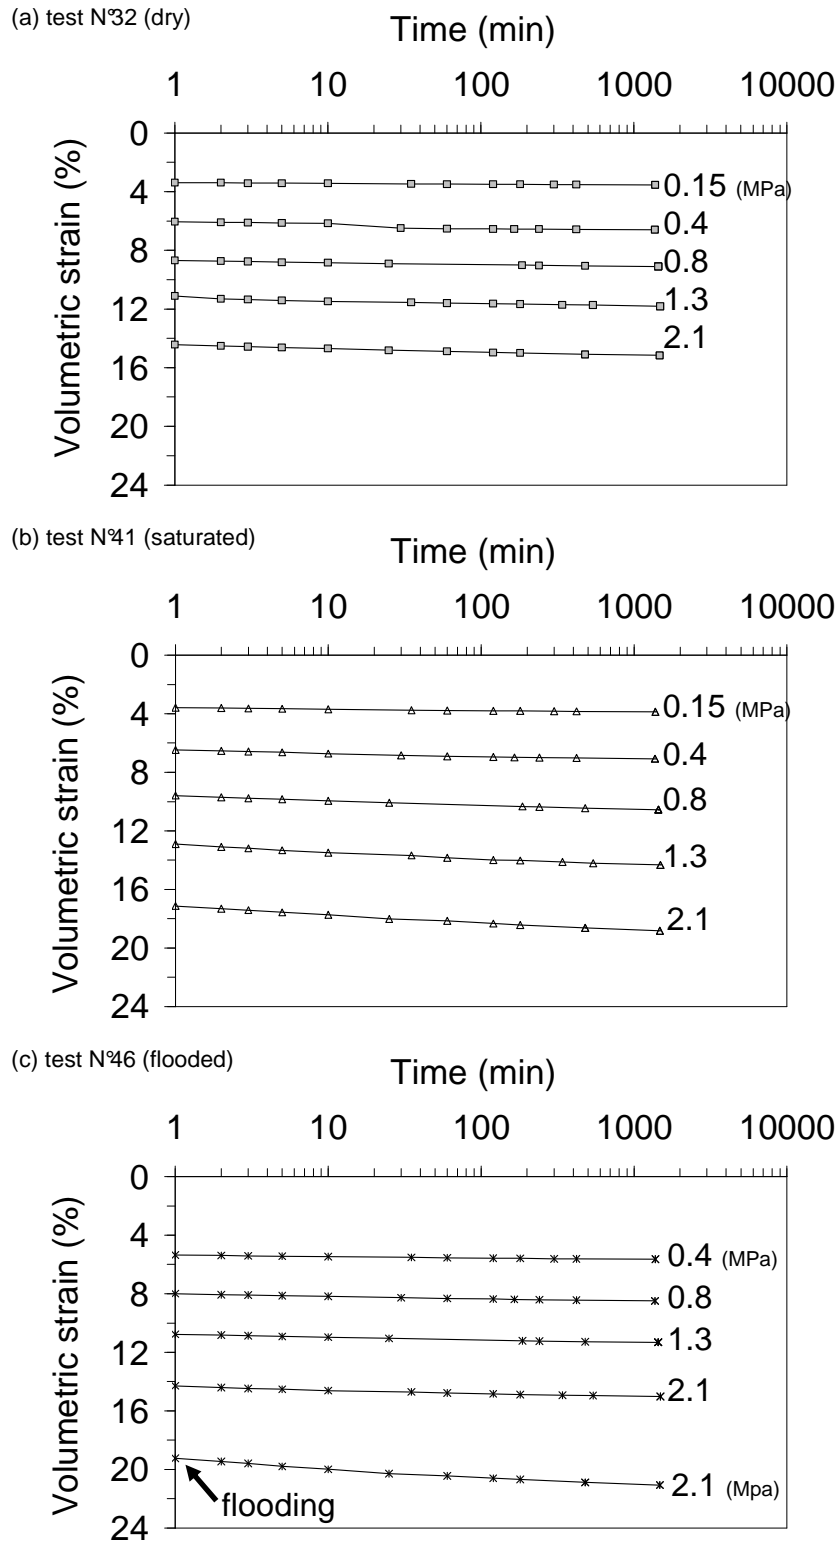 (a) test N°32 (dry)
Time (min)
1 10 100 1000 10000
Volumetric strain (%)
0
4
8
12
16
20
24
0.15 (MPa)
0.4
0.8
1.3
2.1
(b) test N°41 (saturated)
Time (min)
1 10 100 1000 10000
Volumetric strain (%)
0
4
8
12
16
20
24
0.15 (MPa)
0.4
0.8
1.3
2.1
(c) test N°46 (flooded)
Time (min)
1 10 100 1000 10000
Volumetric strain (%)
0
4
8
12
16
20
24
0.4 (MPa)
0.8
1.3
2.1
2.1 (Mpa)
flooding